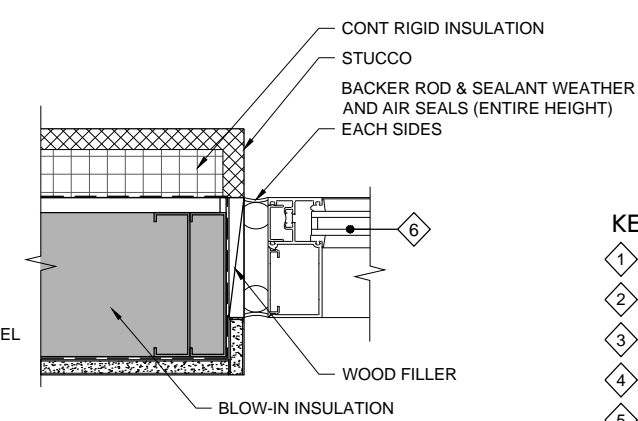 CONT RIGID INSULATION
STUCCO
BACKER ROD & SEALANT WEATHER
AND AIR SEALS (ENTIRE HEIGHT)
EACH SIDES
6
KE
1
2
3
4
5
EL
WOOD FILLER
BLOW-IN INSULATION